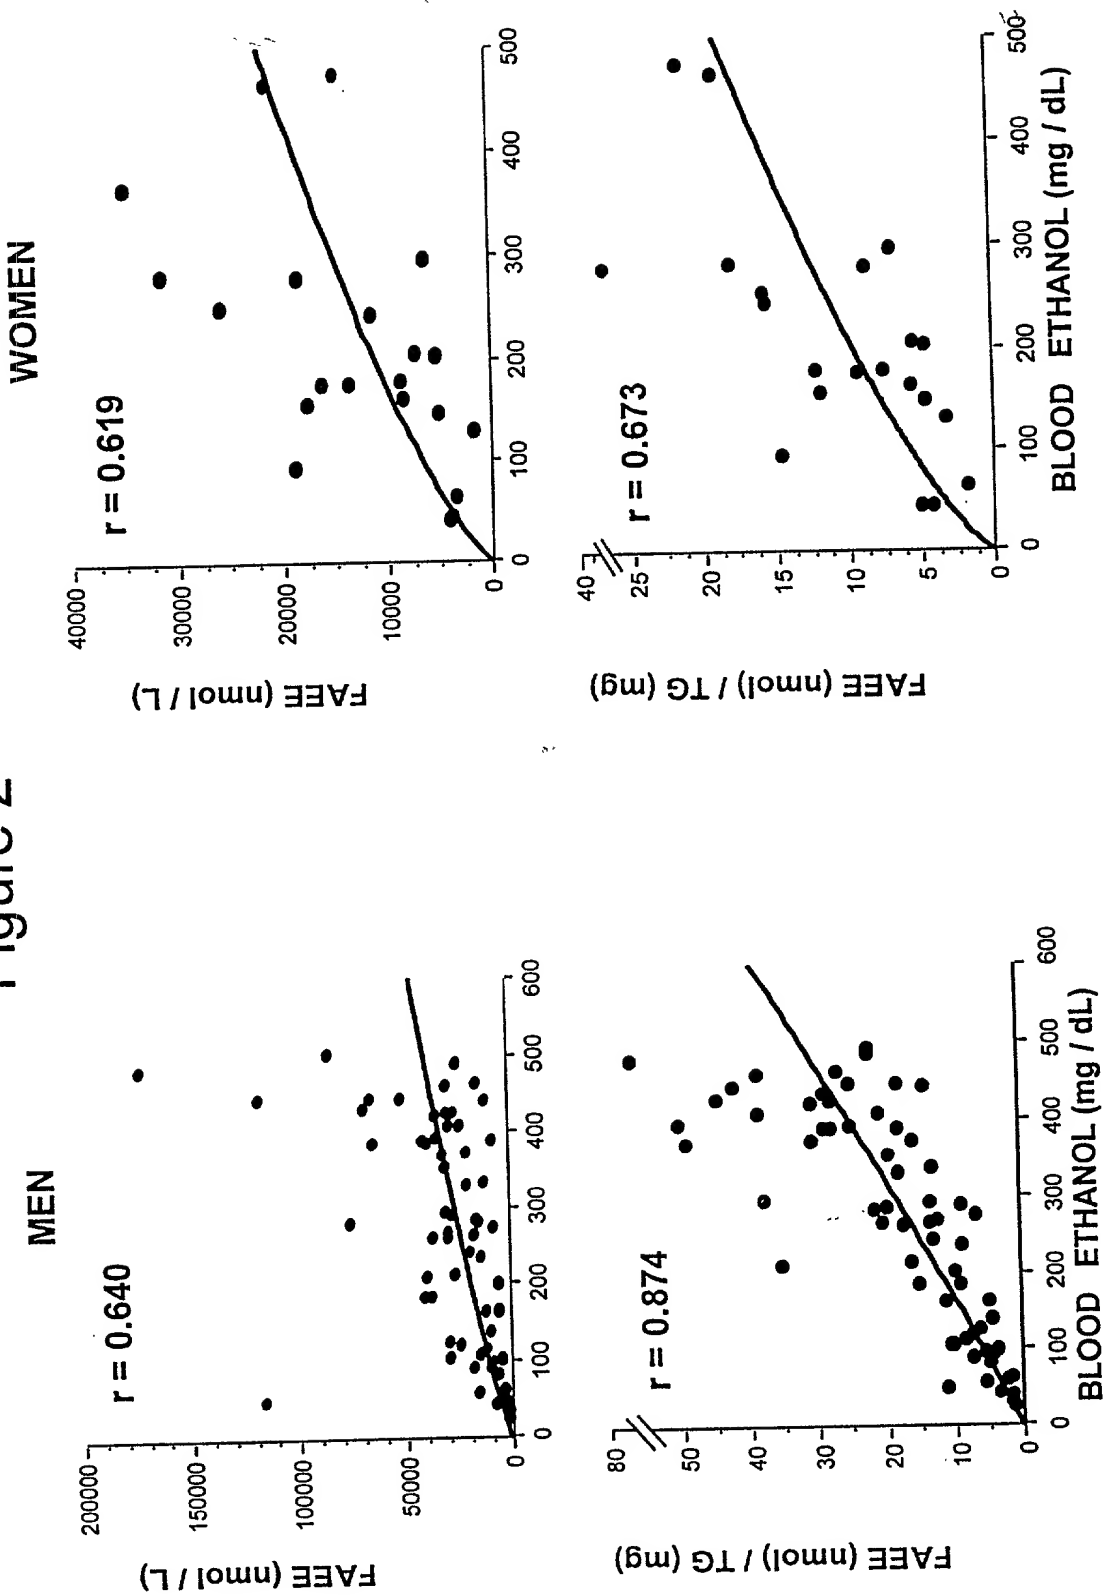 Figure 2
MEN
WOMEN
r = 0.640
FAEE (nmol / L)
200000
150000
100000
50000
0
0 100 200 300 400 500 600
r = 0.619
FAEE (nmol / L)
40000
30000
20000
10000
0
0 100 200 300 400 500
r = 0.874
FAEE (nmol) / TG (mg)
80
50
40
30
20
10
0
0 100 200 300 400 500 600
BLOOD ETHANOL (mg / dL)
r = 0.673
FAEE (nmol) / TG (mg)
40
25
20
15
10
5
0
0 100 200 300 400 500
BLOOD ETHANOL (mg / dL)